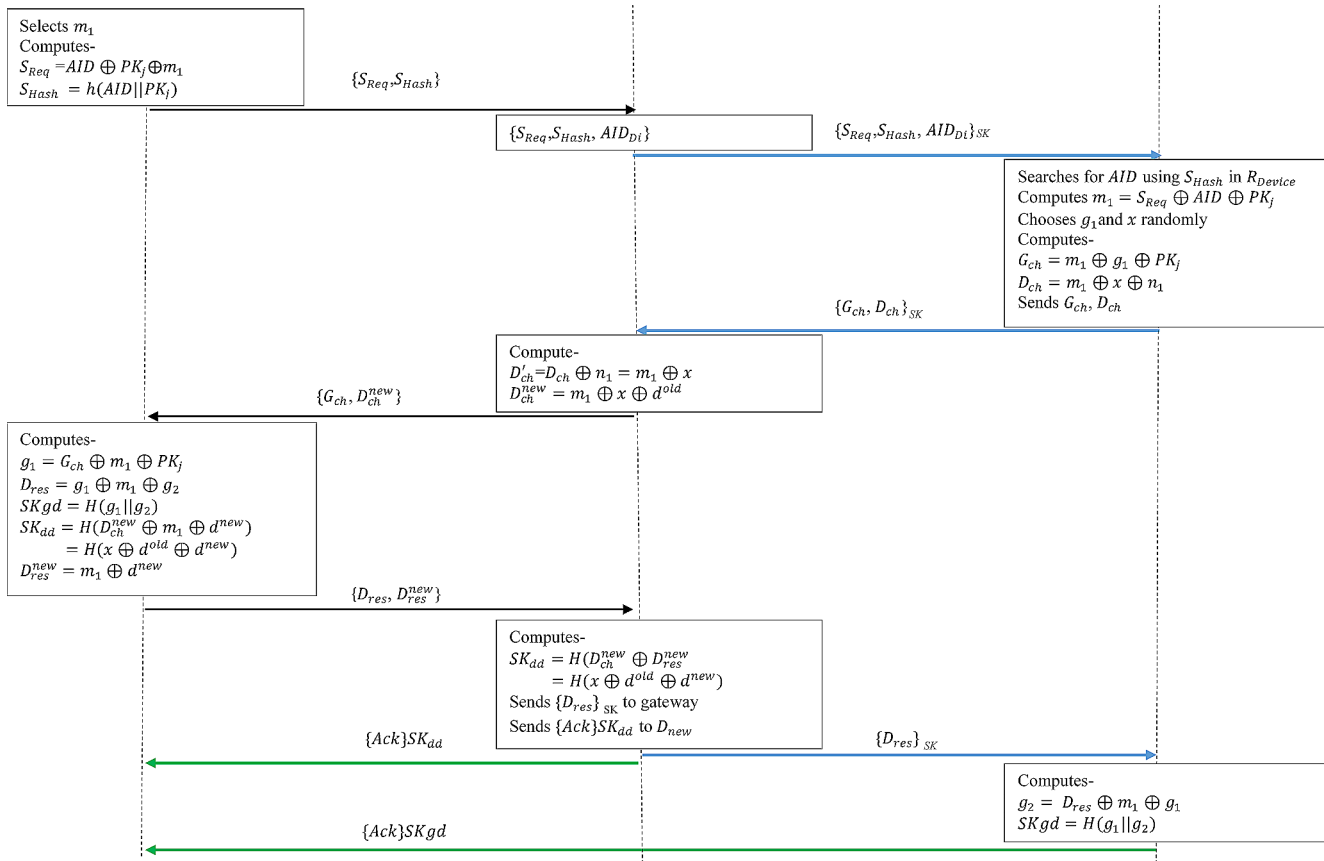 Selects m₁
Computes-
S_Req =AID ⊕ PK_j⊕m₁
S_Hash = h(AID||PK_j)
{S_Req,S_Hash}
{S_Req,S_Hash, AID_Di}
{S_Req,S_Hash, AID_Di}_SK
Searches for AID using S_Hash in R_Device
Computes m₁ = S_Req ⊕ AID ⊕ PK_j
Chooses g₁and x randomly
Computes-
G_ch = m₁ ⊕ g₁ ⊕ PK_j
D_ch = m₁ ⊕ x ⊕ n₁
Sends G_ch, D_ch
{G_ch, D_ch}_SK
Compute-
D'_ch=D_ch ⊕ n₁ = m₁ ⊕ x
D_ch^new = m₁ ⊕ x ⊕ d^old
{G_ch, D_ch^new}
Computes-
g₁ = G_ch ⊕ m₁ ⊕ PK_j
D_res = g₁ ⊕ m₁ ⊕ g₂
SKgd = H(g₁||g₂)
SK_dd = H(D_ch^new ⊕ m₁ ⊕ d^new)
= H(x ⊕ d^old ⊕ d^new)
D_res^new = m₁ ⊕ d^new
{D_res, D_res^new}
Computes-
SK_dd = H(D_ch^new ⊕ D_res^new
= H(x ⊕ d^old ⊕ d^new)
Sends {D_res}_SK to gateway
Sends {Ack}SK_dd to D_new
{Ack}SK_dd
{D_res}_SK
Computes-
g₂ = D_res ⊕ m₁ ⊕ g₁
SKgd = H(g₁||g₂)
{Ack}SKgd